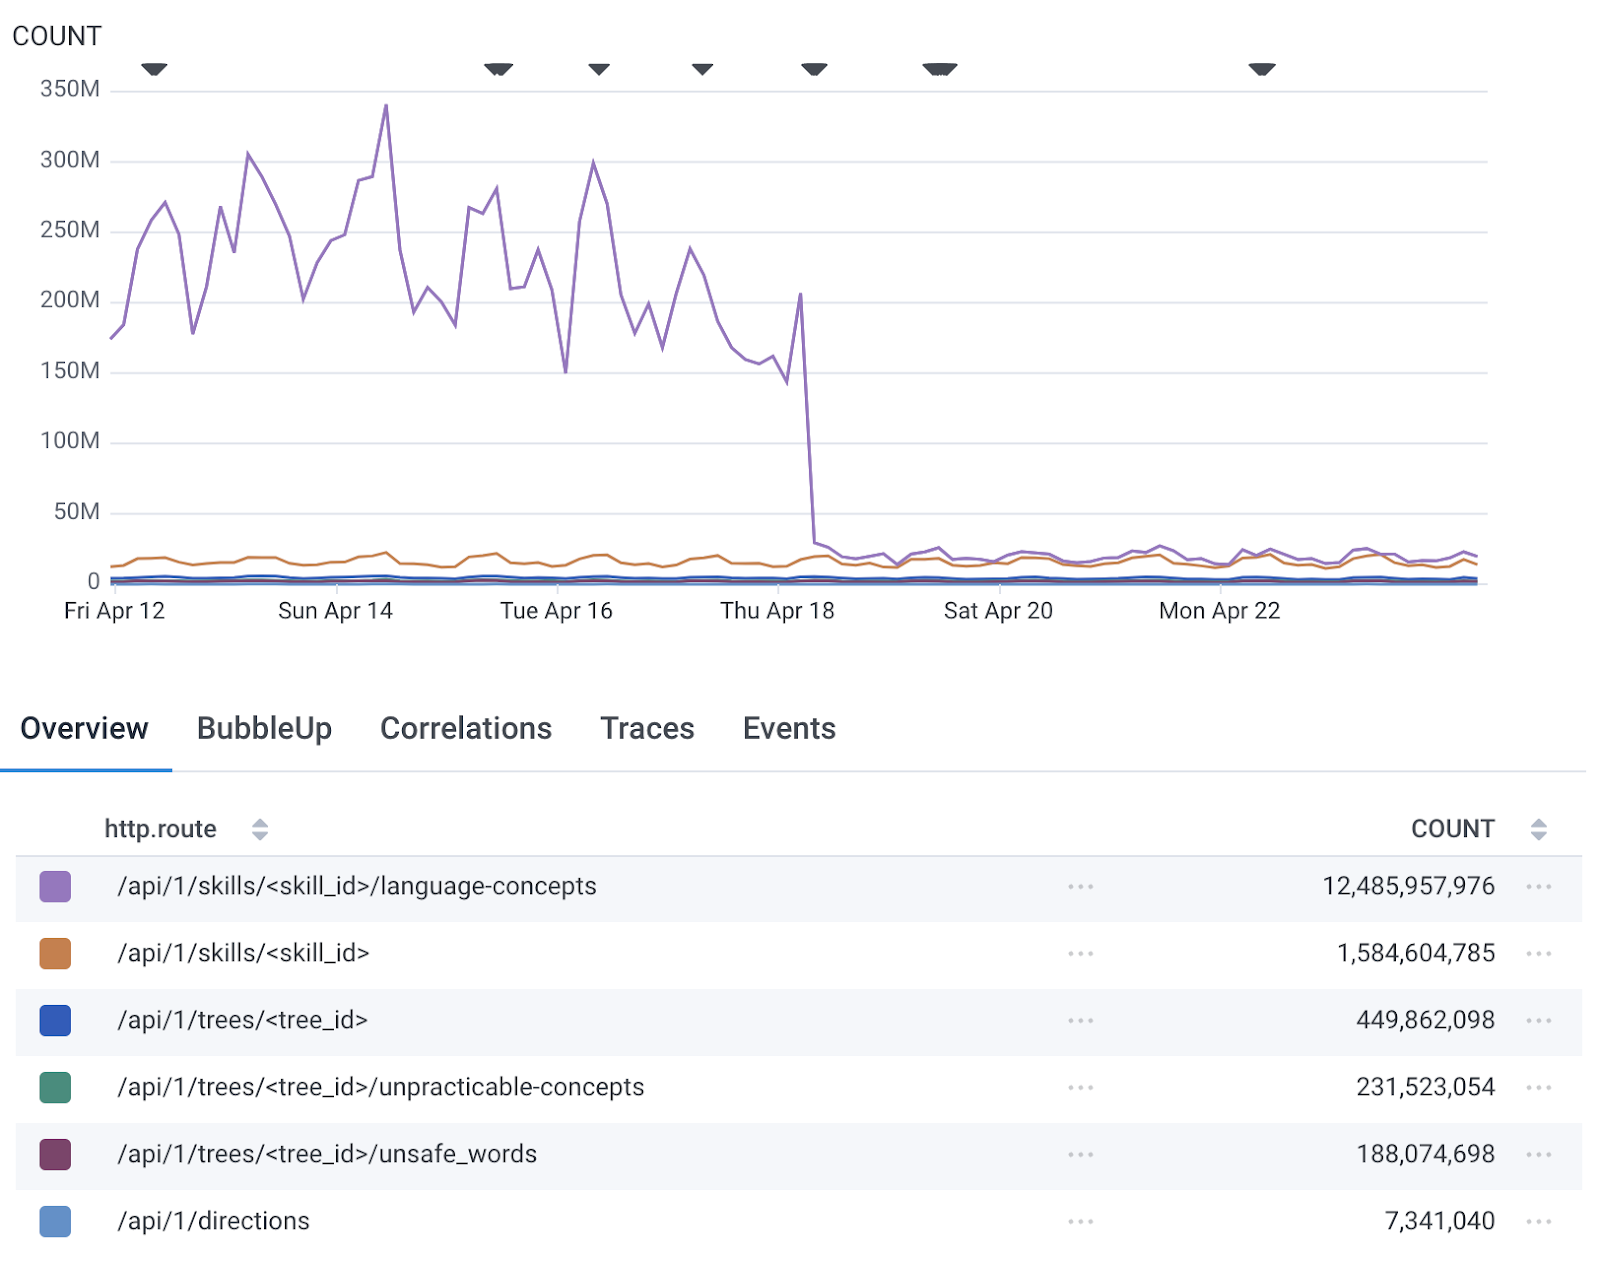 COUNT
350M
300M
250M
200M
150M
100M
50M
0
Fri Apr 12 Sun Apr 14 Tue Apr 16 Thu Apr 18 Sat Apr 20 Mon Apr 22
Overview BubbleUp Correlations Traces Events
http.route COUNT
/api/1/skills/<skill_id>/language-concepts ... 12,485,957,976 ...
/api/1/skills/<skill_id> ... 1,584,604,785 ...
/api/1/trees/<tree_id> ... 449,862,098 ...
/api/1/trees/<tree_id>/unpracticable-concepts ... 231,523,054 ...
/api/1/trees/<tree_id>/unsafe_words ... 188,074,698 ...
/api/1/directions ... 7,341,040 ...